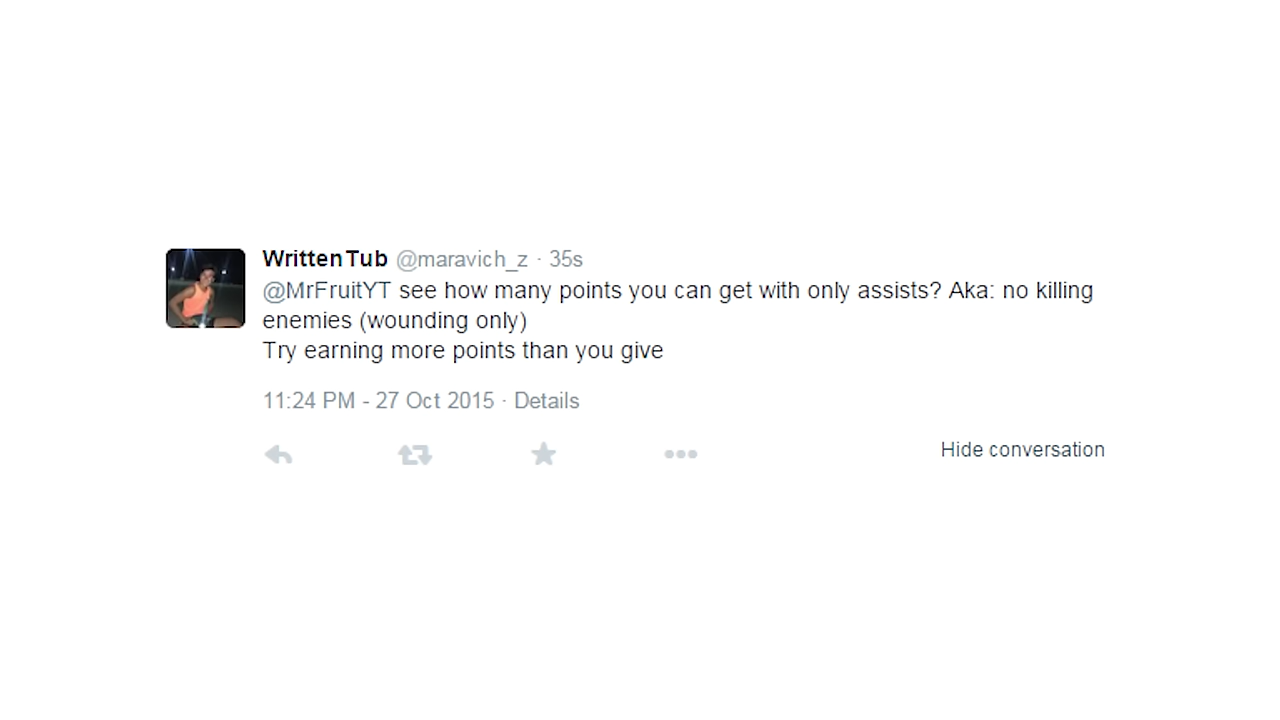 WrittenTub @maravich_z · 35s
@MrFruitYT see how many points you can get with only assists? Aka: no killing
enemies (wounding only)
Try earning more points than you give
11:24 PM - 27 Oct 2015 · Details
Hide conversation